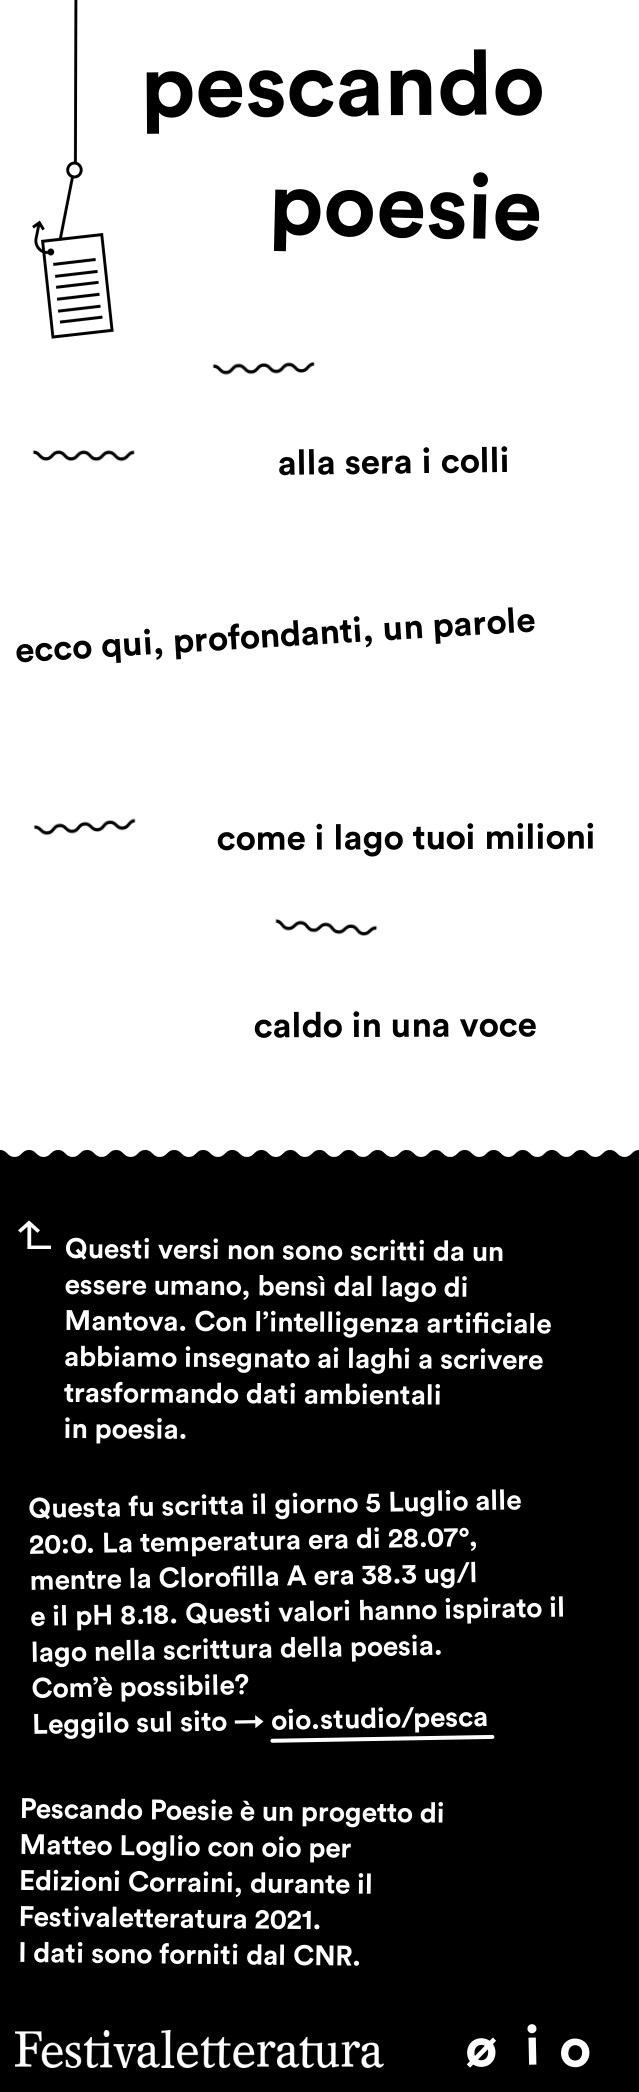 pescando
poesie
alla sera i colli
ecco qui, profondanti, un parole
come i lago tuoi milioni
caldo in una voce
Questi versi non sono scritti da un
essere umano, bensì dal lago di
Mantova. Con l’intelligenza artificiale
abbiamo insegnato ai laghi a scrivere
trasformando dati ambientali
in poesia.
Questa fu scritta il giorno 5 Luglio alle
20:0. La temperatura era di 28.07°,
mentre la Clorofilla A era 38.3 ug/l
e il pH 8.18. Questi valori hanno ispirato il
lago nella scrittura della poesia.
Com’è possibile?
Leggilo sul sito → oio.studio/pesca
Pescando Poesie è un progetto di
Matteo Loglio con oio per
Edizioni Corraini, durante il
Festivaletteratura 2021.
I dati sono forniti dal CNR.
Festivaletteratura ø i o